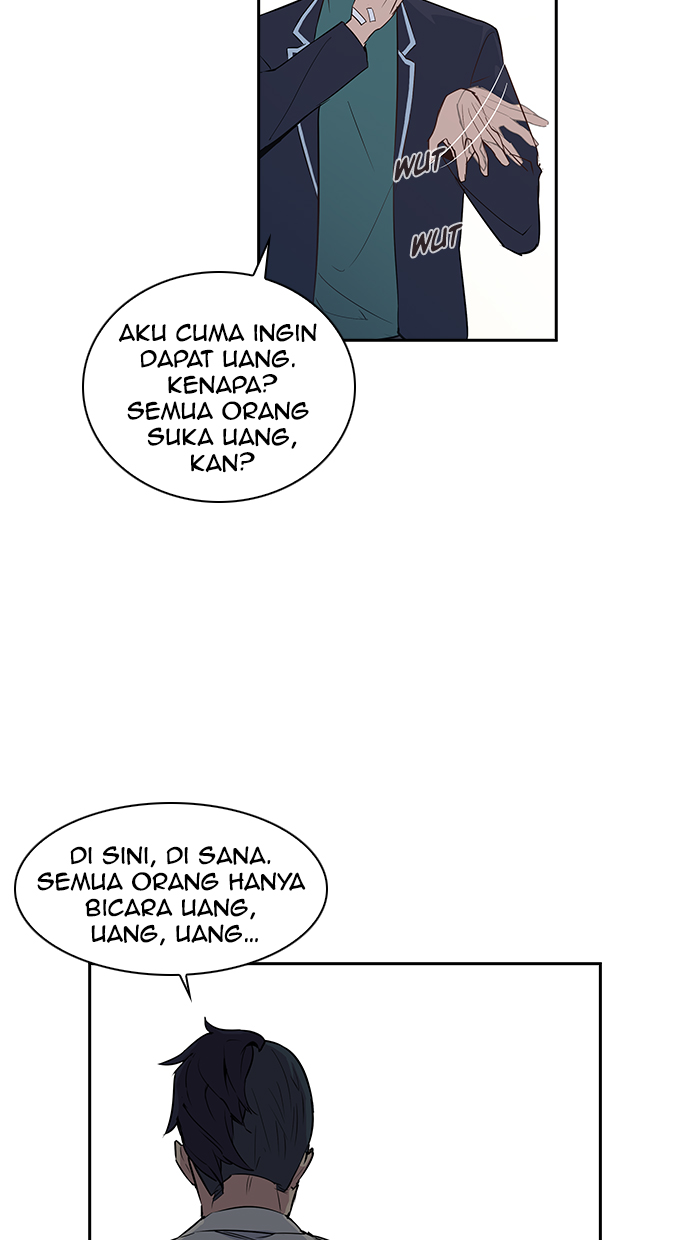 WUT
WUT
AKU CUMA INGIN
DAPAT UANG.
KENAPA?
SEMUA ORANG
SUKA UANG,
KAN?
DI SINI, DI SANA.
SEMUA ORANG HANYA
BICARA UANG,
UANG, UANG...